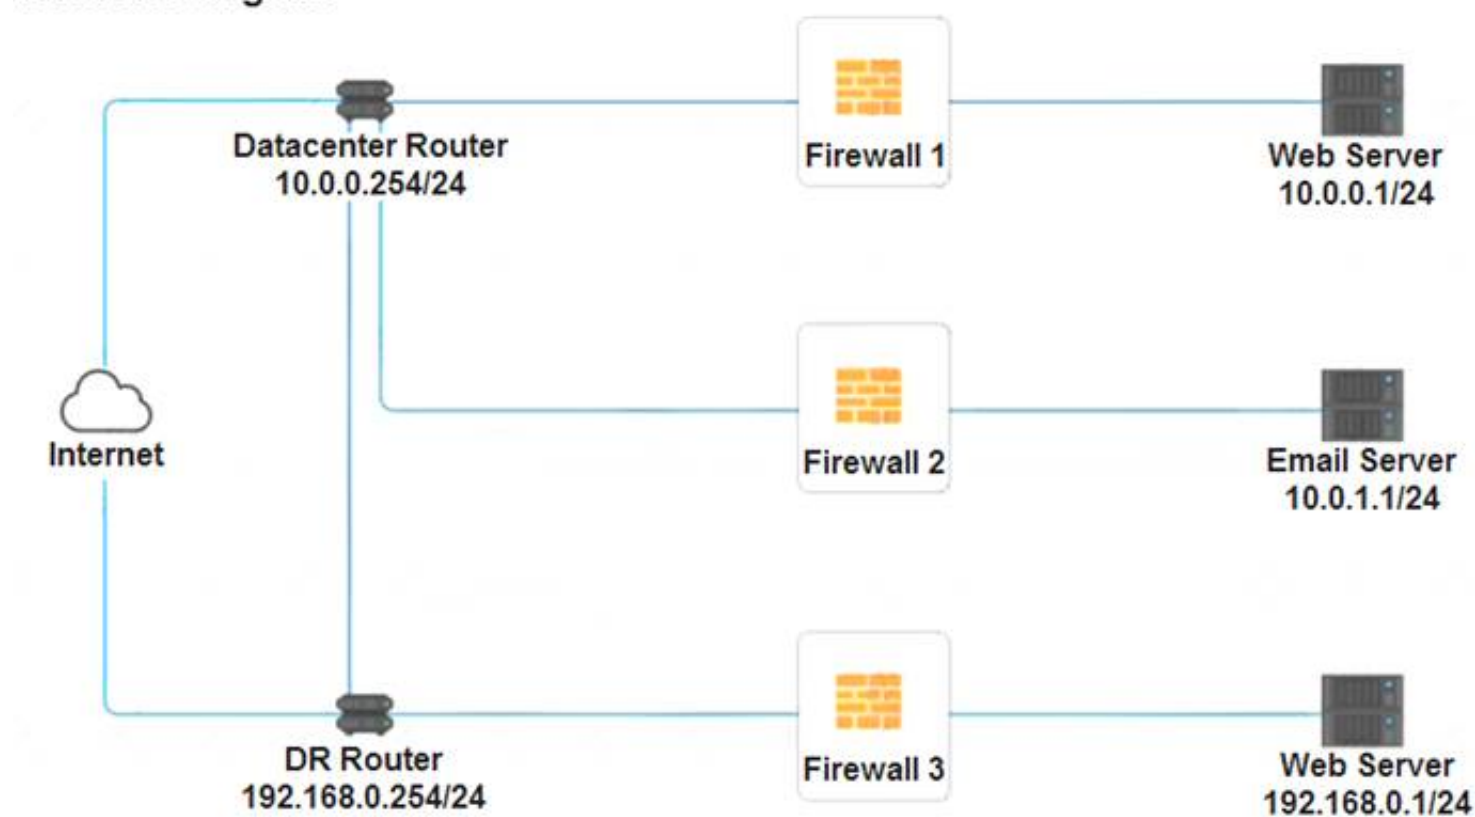 Datacenter Router
10.0.0.254/24
Firewall 1
Web Server
10.0.0.1/24
Internet
Firewall 2
Email Server
10.0.1.1/24
DR Router
192.168.0.254/24
Firewall 3
Web Server
192.168.0.1/24